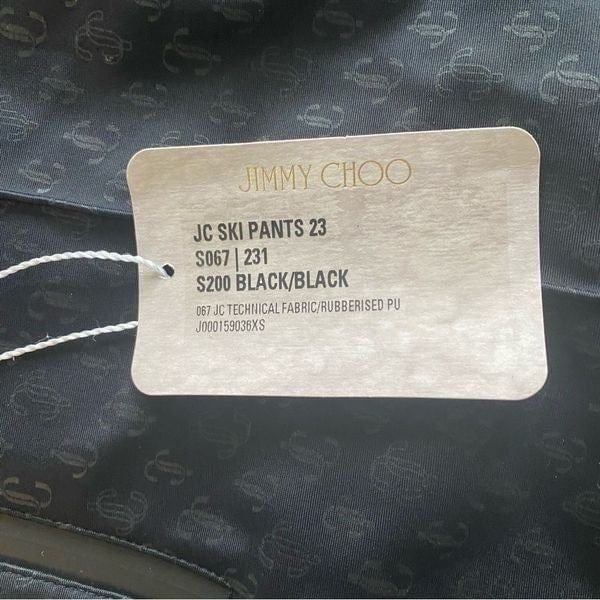 JIMMY CHOO
JC SKI PANTS 23
S067 | 231
S200 BLACK/BLACK
067 JC TECHNICAL FABRIC/RUBBERISED PU
J000159036XS